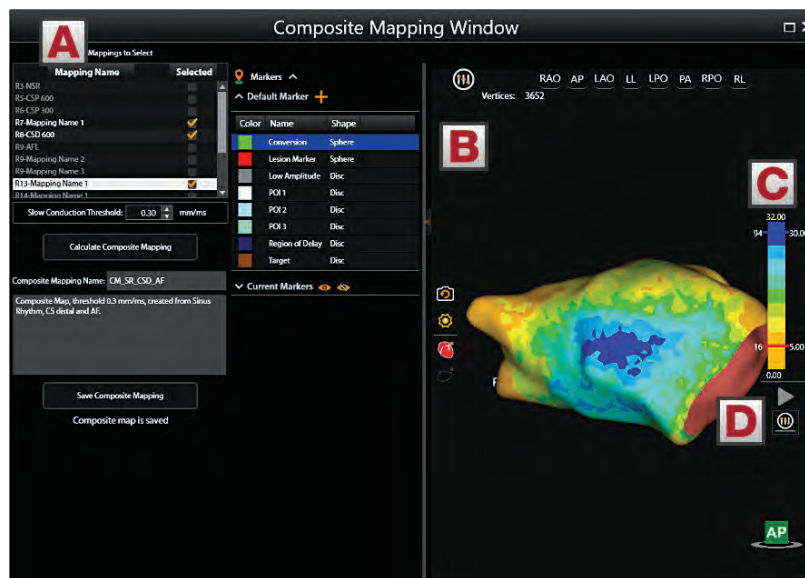 Composite Mapping Window
A
Mappings to Select
Mapping Name Selected
R3-NSR
R5-CSP 600
R6-CSP 300
R7-Mapping Name 1
R8-CSD 600
R9-AFL
R9-Mapping Name 2
R9-Mapping Name 3
R13-Mapping Name 1
R14-Mapping Name 1
Slow Conduction Threshold: 0.30 mm/ms
Calculate Composite Mapping
Composite Mapping Name: CM_SR_CSD_AF
Composite Map, threshold 0.3 mm/ms, created from Sinus
Rhythm, CS distal and AF.
Save Composite Mapping
Composite map is saved
Markers
Default Marker
Color Name Shape
Conversion Sphere
Lesion Marker Sphere
Low Amplitude Disc
POI 1 Disc
POI 2 Disc
POI 3 Disc
Region of Delay Disc
Target Disc
Current Markers
RAO AP LAO LL LPO PA RPO RL
Vertices: 3652
B
C
32.00
94 30.00
16 5.00
0.00
D
AP